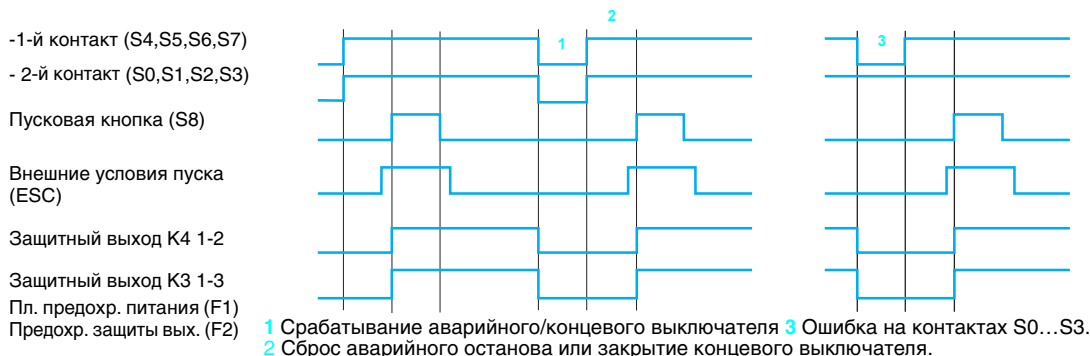 2
-1-й контакт (S4,S5,S6,S7)
1
3
- 2-й контакт (S0,S1,S2,S3)
Пусковая кнопка (S8)
Внешние условия пуска
(ESC)
Защитный выход К4 1-2
Защитный выход К3 1-3
Пл. предохр. питания (F1)
Предохр. защиты вых. (F2)
1 Срабатывание аварийного/концевого выключателя 3 Ошибка на контактах S0…S3.
2 Сброс аварийного останова или закрытие концевого выключателя.